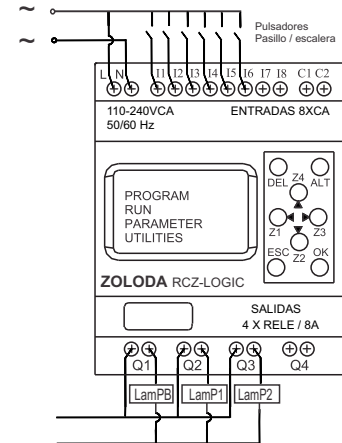 ~
Pulsadores
~
Pasillo / escalera
L N I1 I2 I3 I4 I5 I6 I7 I8 C1 C2
110-240VCA ENTRADAS 8XCA
50/60 Hz
DEL Z4 ALT
PROGRAM
RUN
PARAMETER
UTILITIES
Z1 Z3
ESC Z2 OK
ZOLODA RCZ-LOGIC
SALIDAS
4 X RELE / 8A
Q1 Q2 Q3 Q4
LamPB LamP1 LamP2